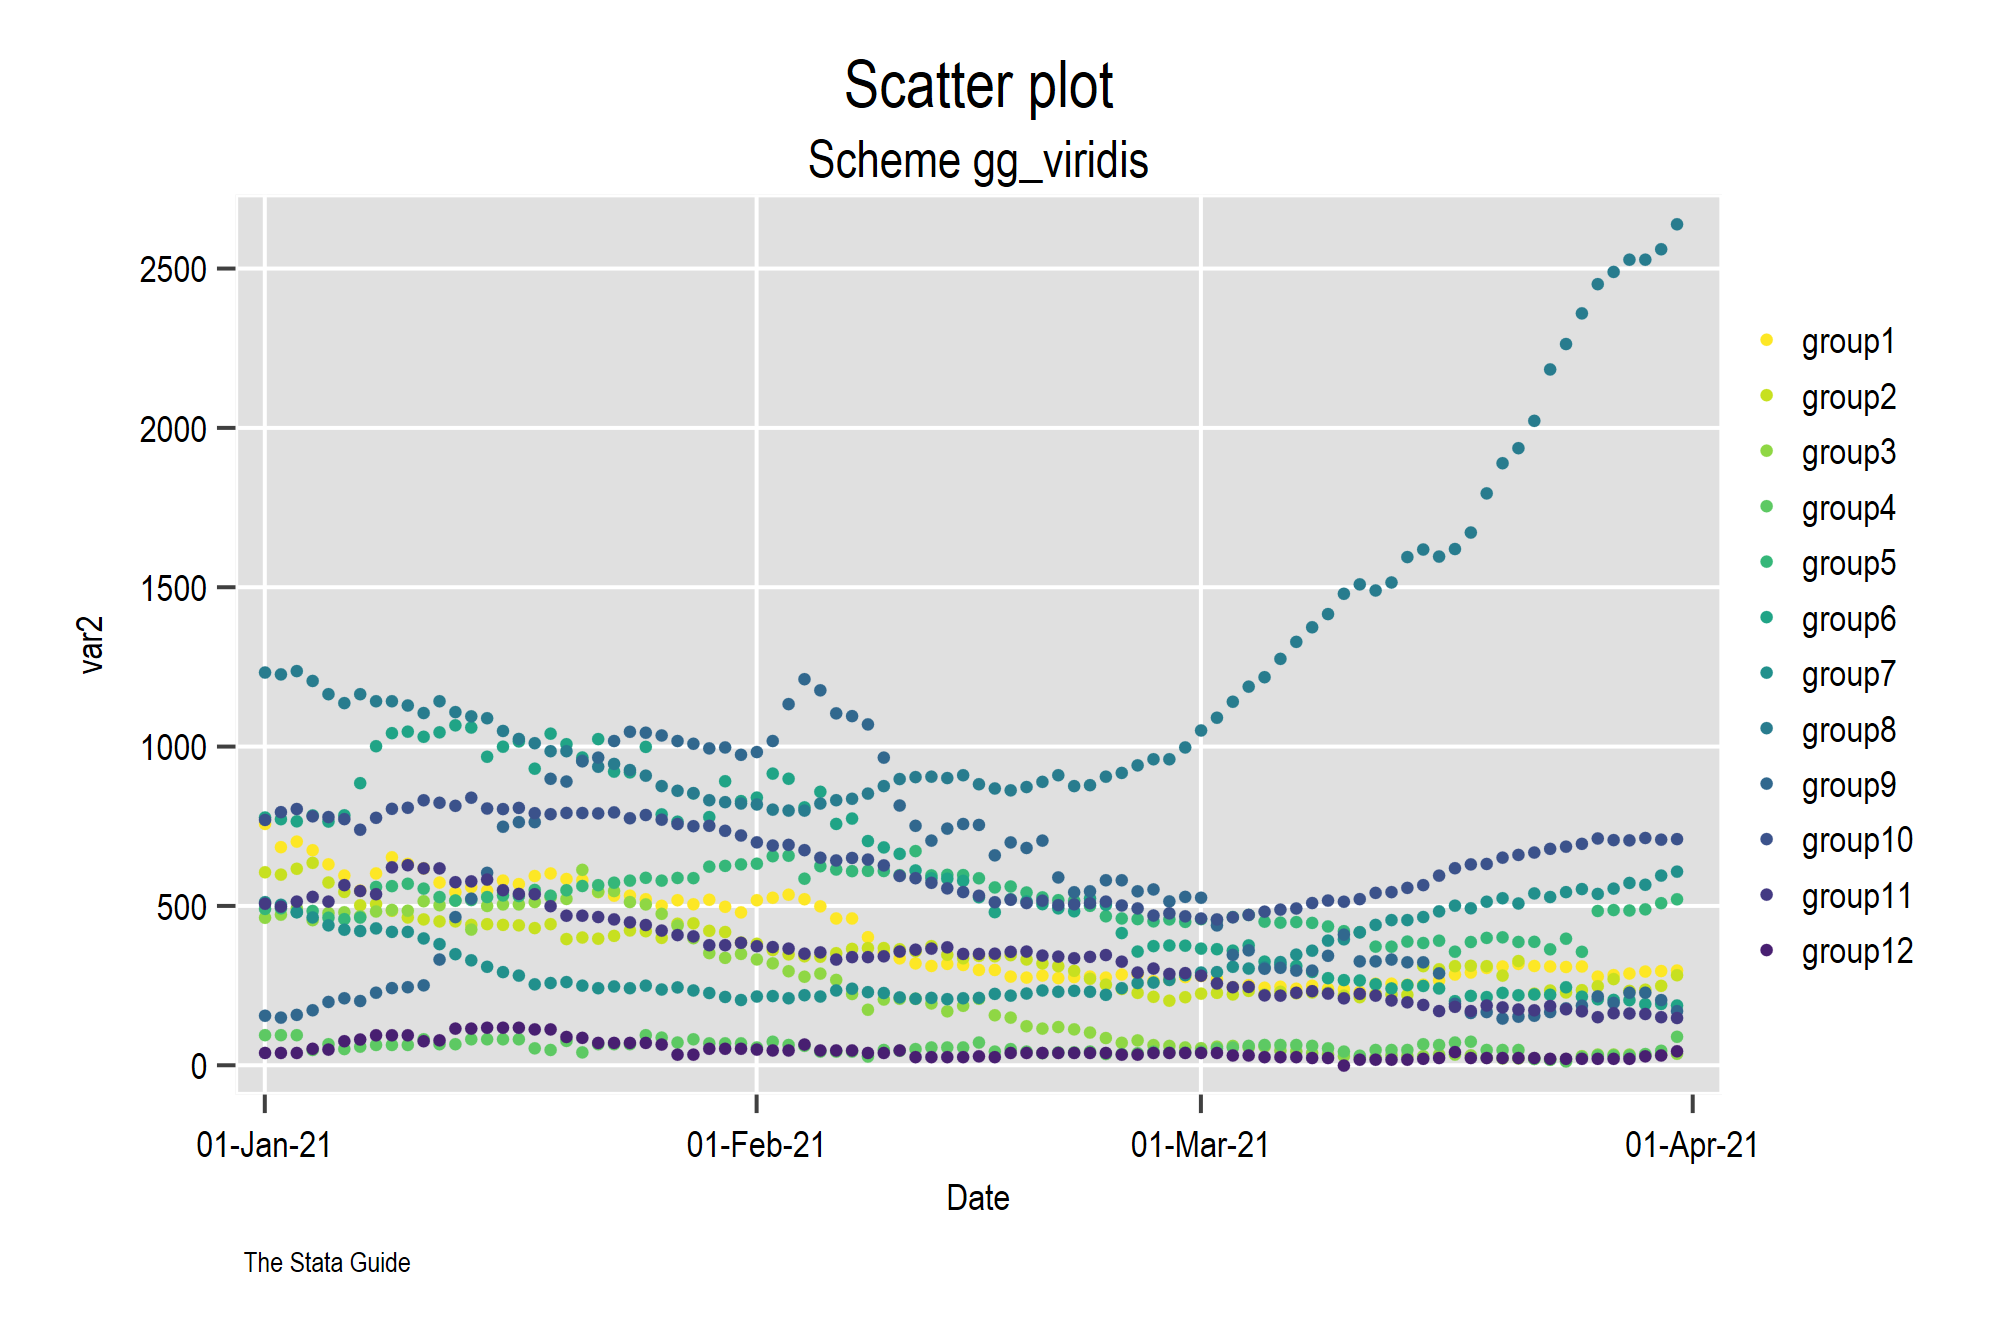 Scatter plot
Scheme gg_viridis
var2
2500
2000
1500
1000
500
0
01-Jan-21
01-Feb-21
01-Mar-21
01-Apr-21
Date
group1
group2
group3
group4
group5
group6
group7
group8
group9
group10
group11
group12
The Stata Guide